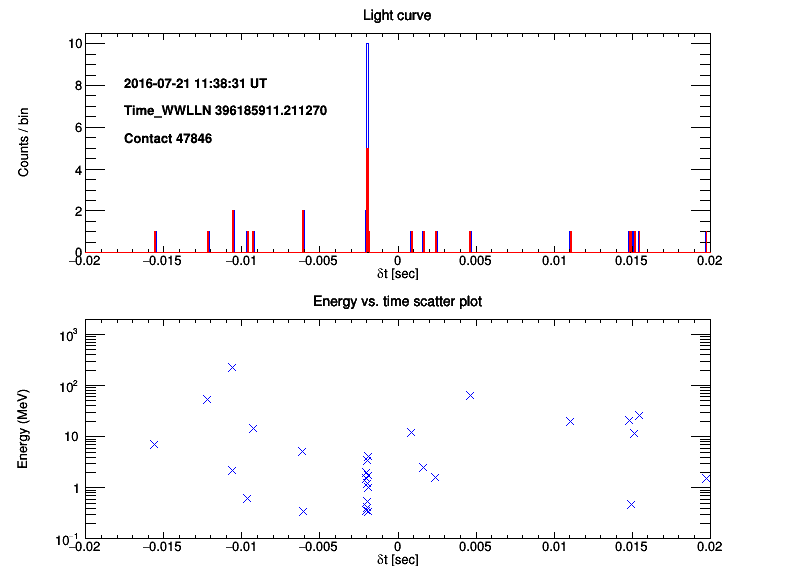 Light curve
Counts / bin
10
8
6
4
2
0
2016-07-21 11:38:31 UT
Time_WWLLN 396185911.211270
Contact 47846
−0.02 −0.015 −0.01 −0.005 0 0.005 0.01 0.015 0.02
δt [sec]
Energy vs. time scatter plot
Energy (MeV)
10³
10²
10
1
10⁻¹
−0.02 −0.015 −0.01 −0.005 0 0.005 0.01 0.015 0.02
δt [sec]